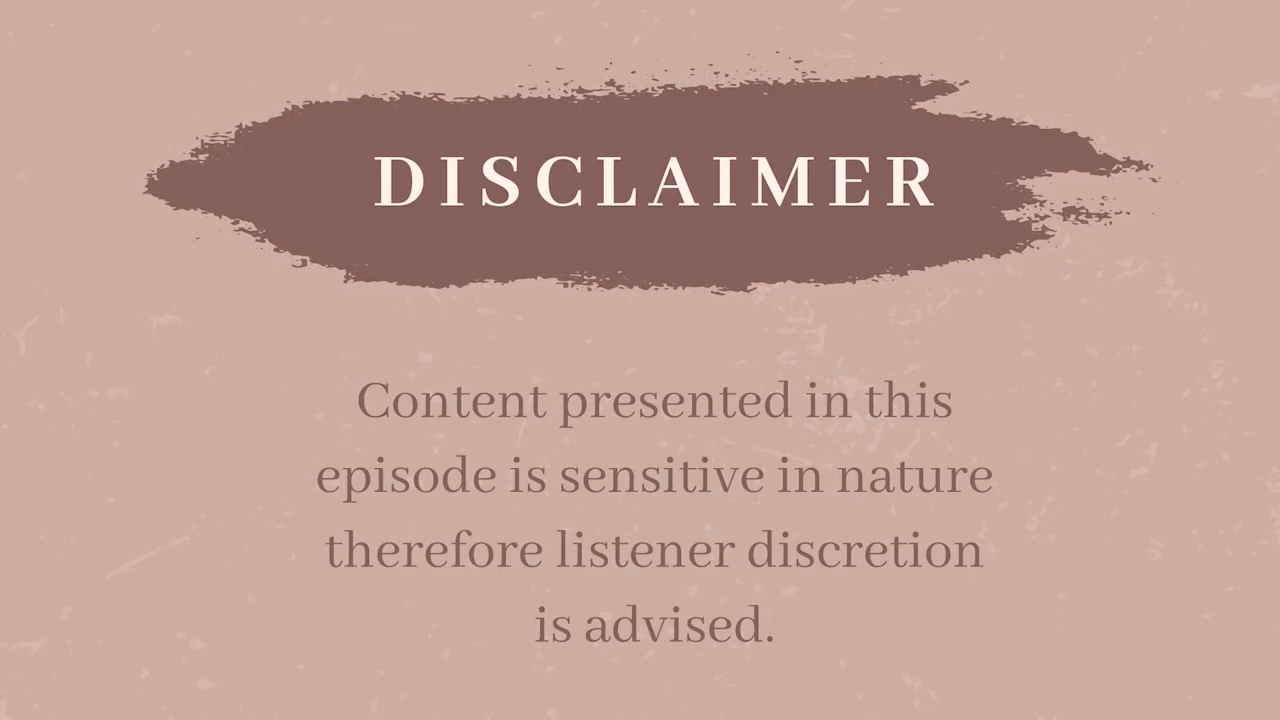 DISCLAIMER
Content presented in this
episode is sensitive in nature
therefore listener discretion
is advised.